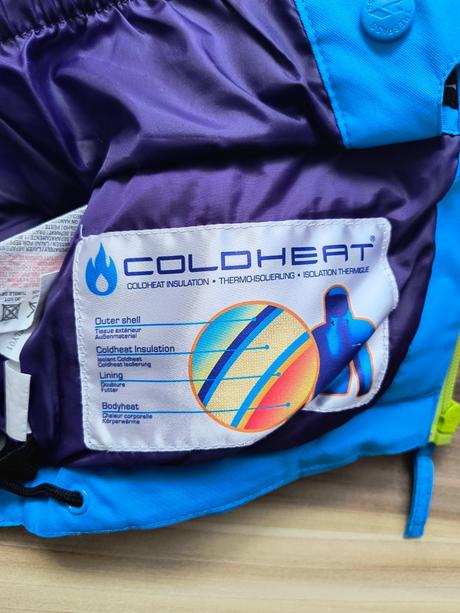 COLDHEAT®
COLDHEAT INSULATION • THERMO-ISOLIERUNG • ISOLATION THERMIQUE
Outer shell
Tissue extérieur
Außenmaterial
Coldheat Insulation
Isolant Coldheat
Coldheat Isolierung
Lining
Doublure
Futter
Bodyheat
Chaleur corporelle
Körperwärme